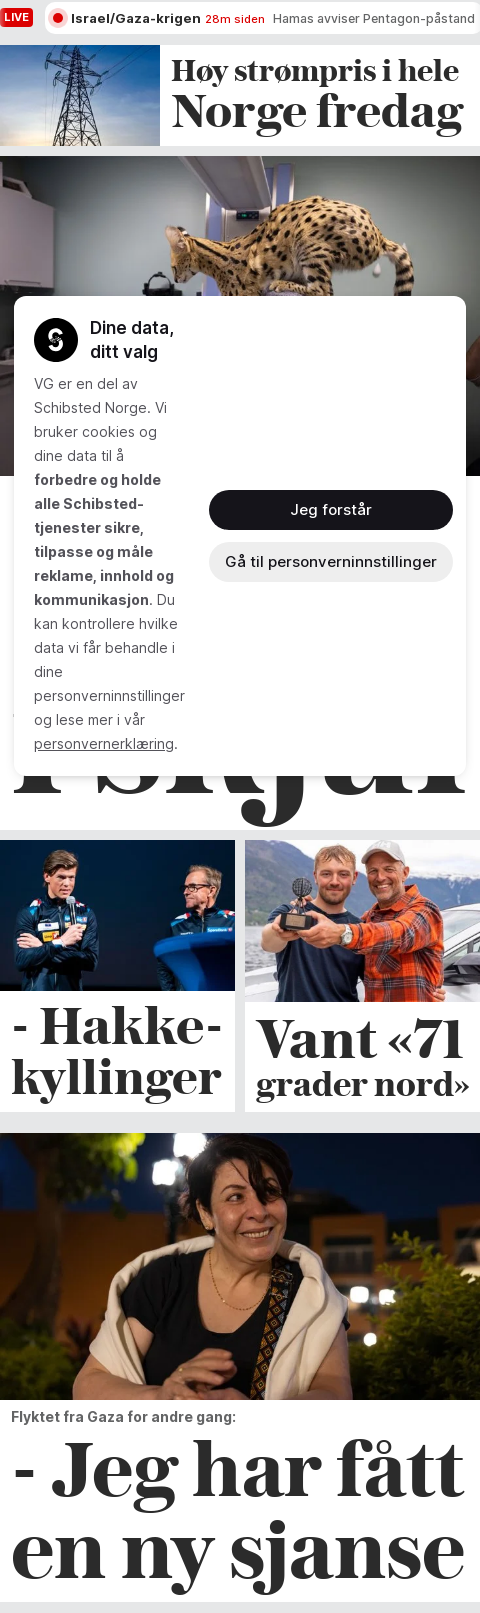 LIVE
Israel/Gaza-krigen 28m siden Hamas avviser Pentagon-påstand
Høy strømpris i hele
Norge fredag
Dine data,
ditt valg
VG er en del av
Schibsted Norge. Vi
bruker cookies og
dine data til å
forbedre og holde
alle Schibsted-
tjenester sikre,
tilpasse og måle
reklame, innhold og
kommunikasjon. Du
kan kontrollere hvilke
data vi får behandle i
dine
personverninnstillinger
og lese mer i vår
personvernerklæring.
Jeg forstår
Gå til personverninnstillinger
- Hakke-
kyllinger
Vant «71
grader nord»
Flyktet fra Gaza for andre gang:
- Jeg har fått
en ny sjanse